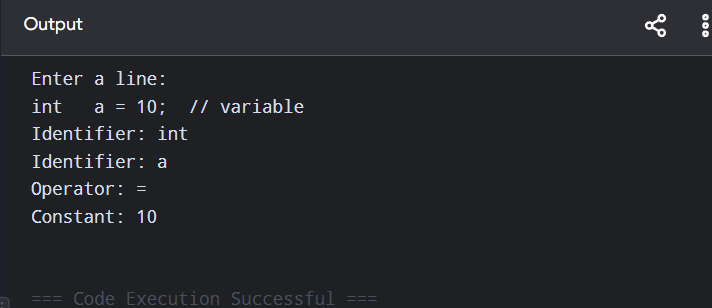 Output
Enter a line:
int   a = 10;  // variable
Identifier: int
Identifier: a
Operator: =
Constant: 10
=== Code Execution Successful ===